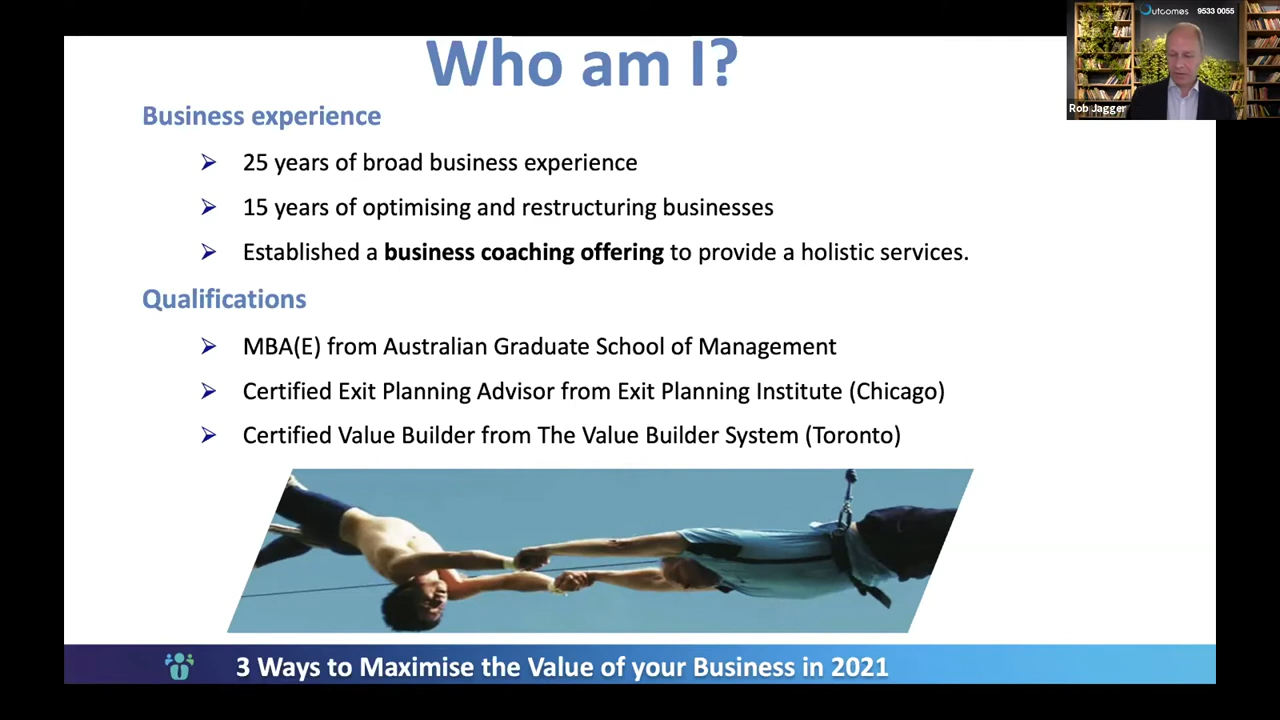 Who am I?
Business experience
25 years of broad business experience
15 years of optimising and restructuring businesses
Established a business coaching offering to provide a holistic services.
Qualifications
MBA(E) from Australian Graduate School of Management
Certified Exit Planning Advisor from Exit Planning Institute (Chicago)
Certified Value Builder from The Value Builder System (Toronto)
3 Ways to Maximise the Value of your Business in 2021
Outcomes 9533 0055
Rob Jagger